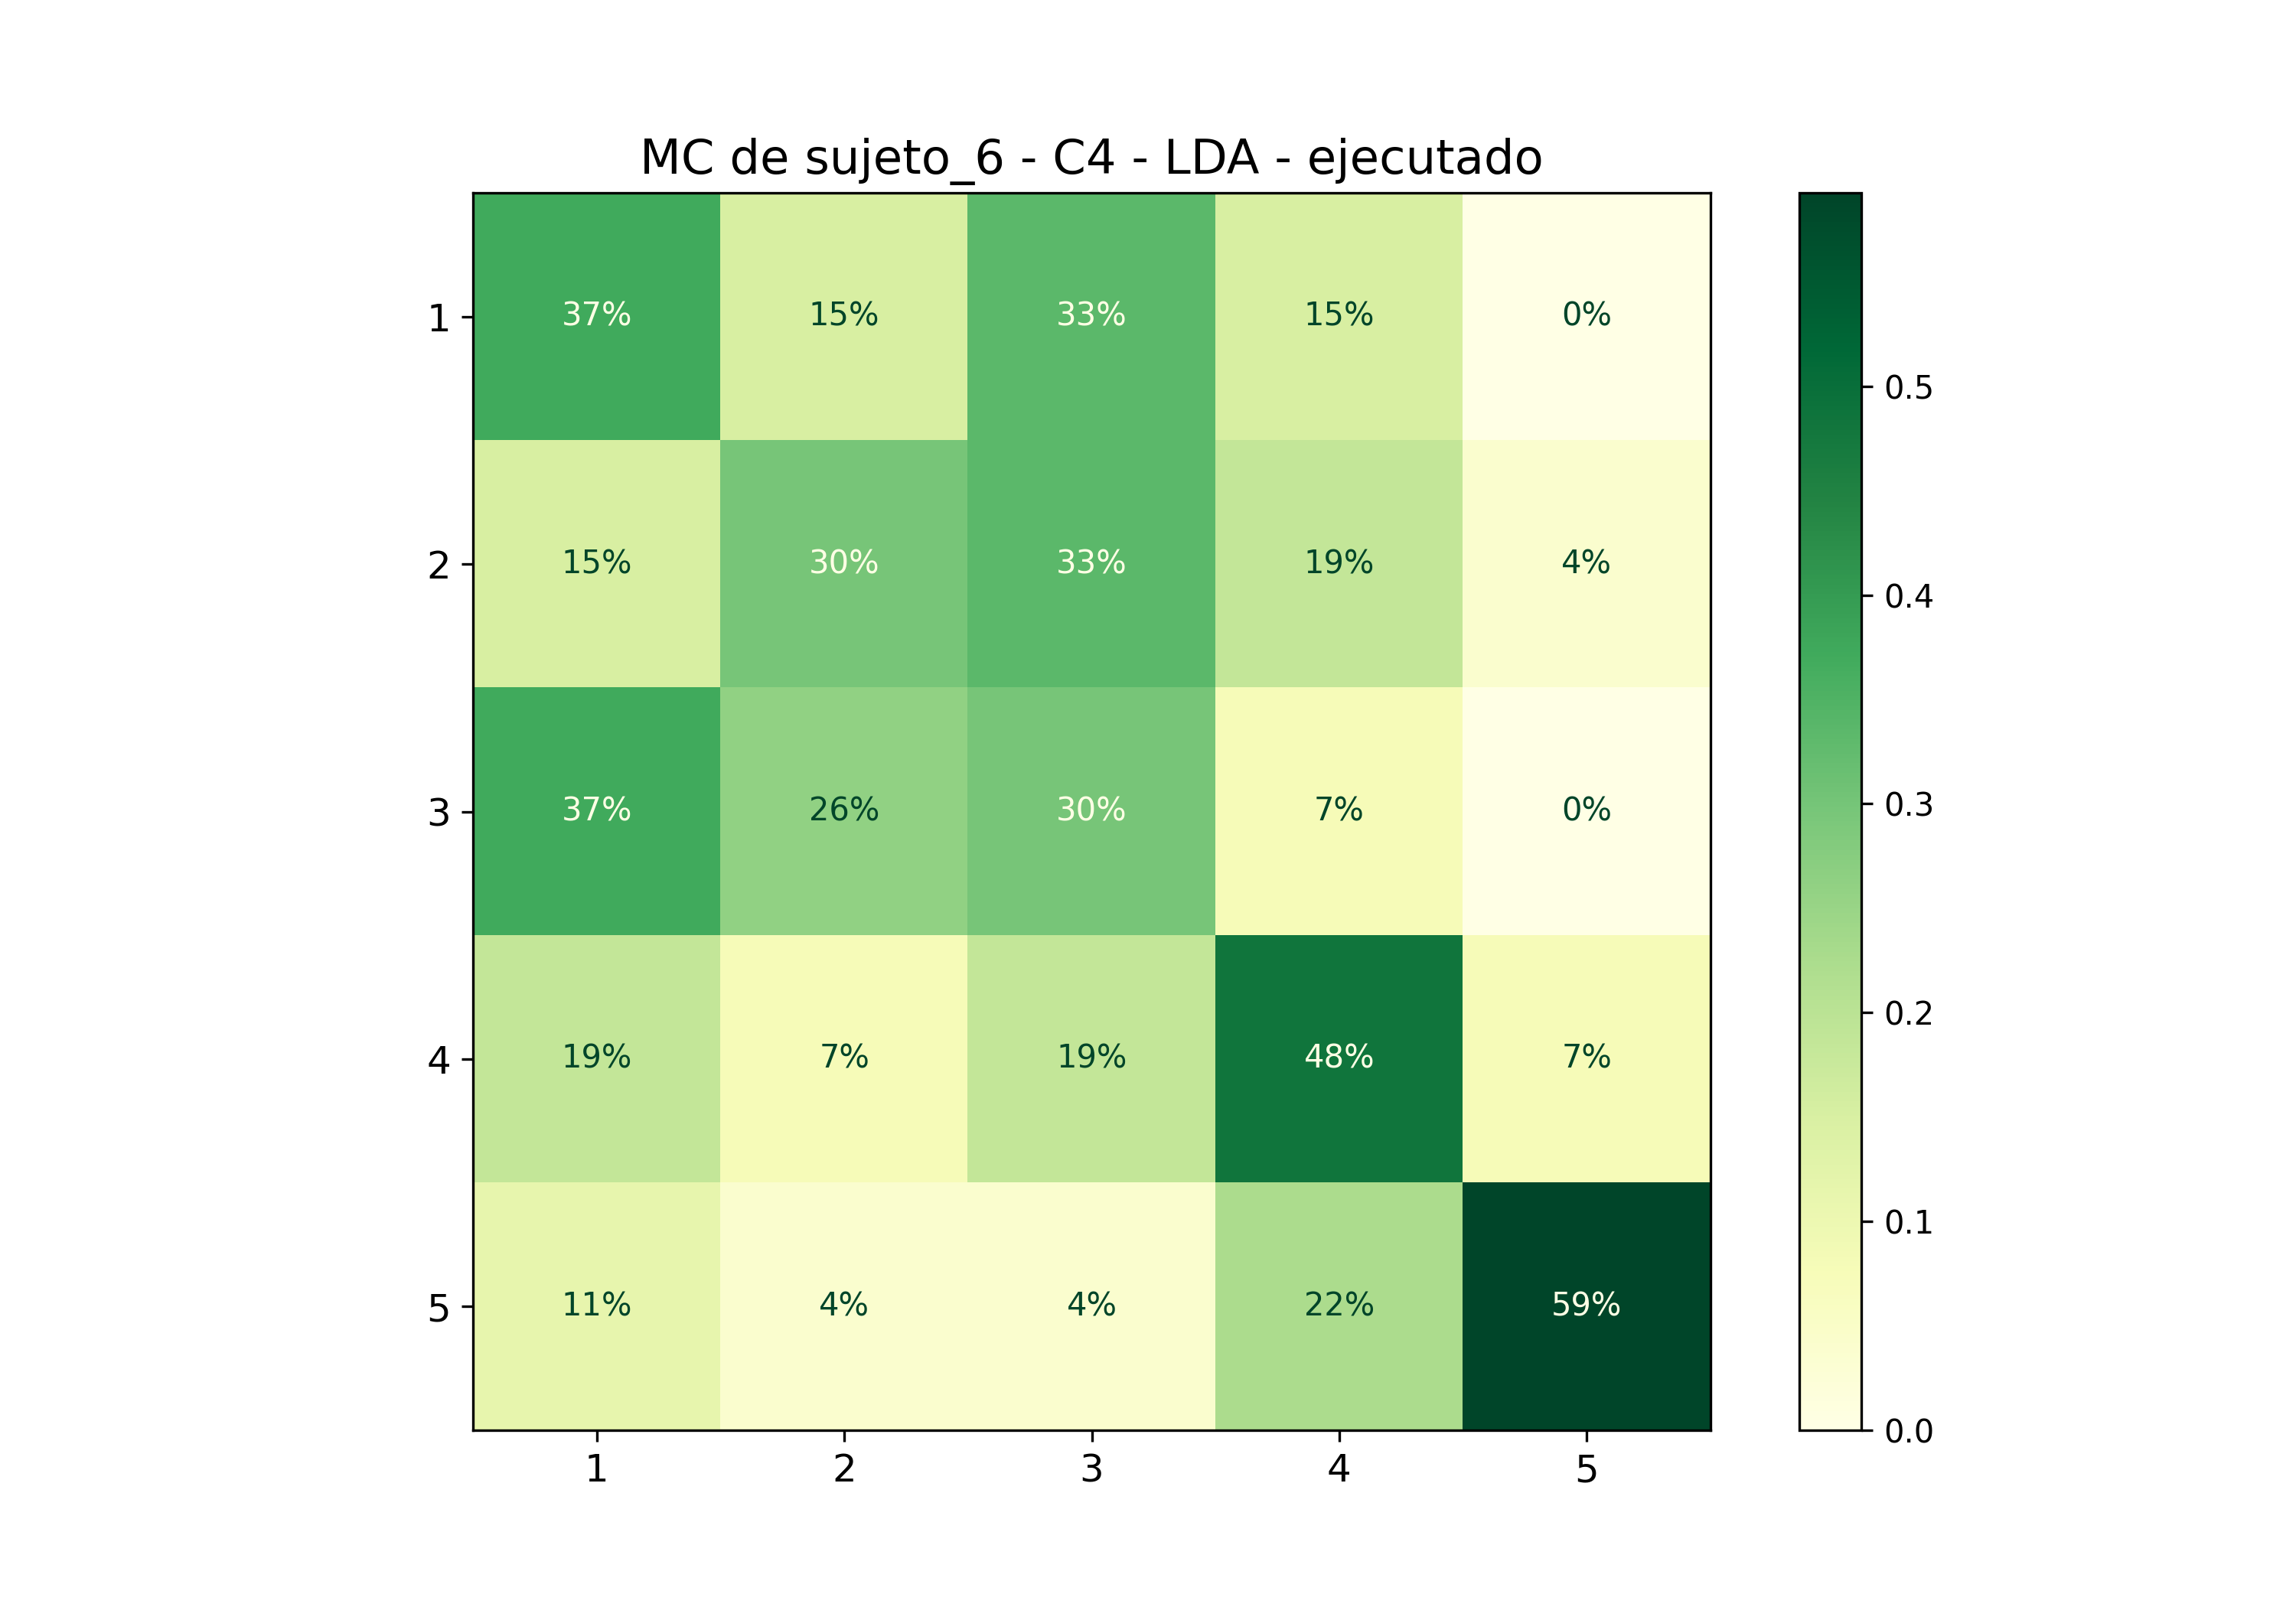 MC de sujeto_6 - C4 - LDA - ejecutado
1 37% 15% 33% 15% 0%
0.5
2 15% 30% 33% 19% 4%
0.4
3 37% 26% 30% 7% 0%
0.3
4 19% 7% 19% 48% 7%
0.2
0.1
5 11% 4% 4% 22% 59%
0.0
1 2 3 4 5